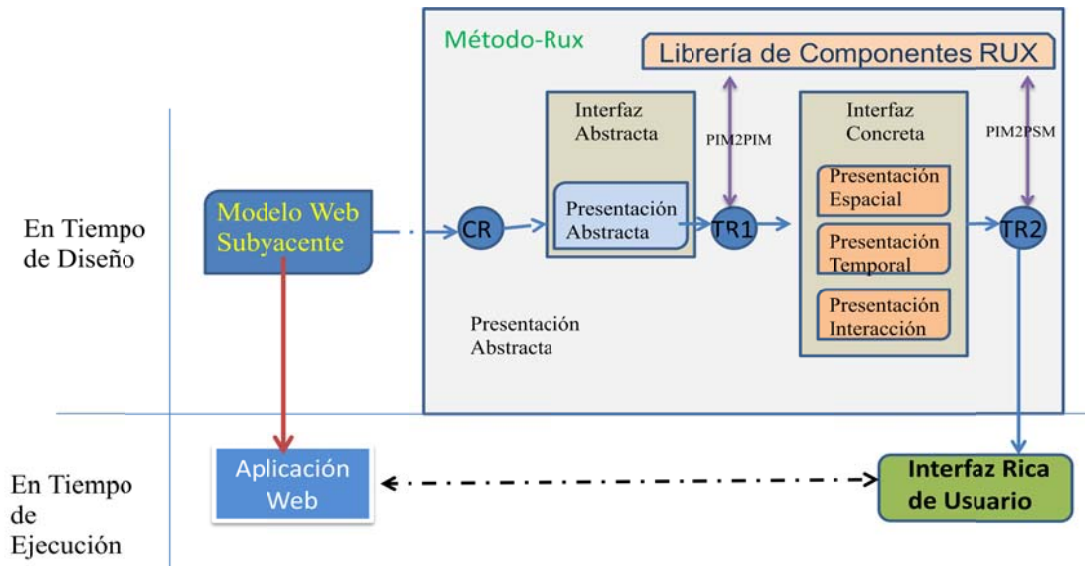 Método-Rux
Librería de Componentes RUX
Interfaz
Abstracta
PIM2PIM
Interfaz
Concreta
PIM2PSM
En Tiempo
de Diseño
Modelo Web
Subyacente
CR
Presentación
Abstracta
TR1
Presentación
Espacial
Presentación
Temporal
Presentación
Interacción
TR2
Presentación
Abstracta
En Tiempo
de
Ejecución
Aplicación
Web
Interfaz Rica
de Usuario